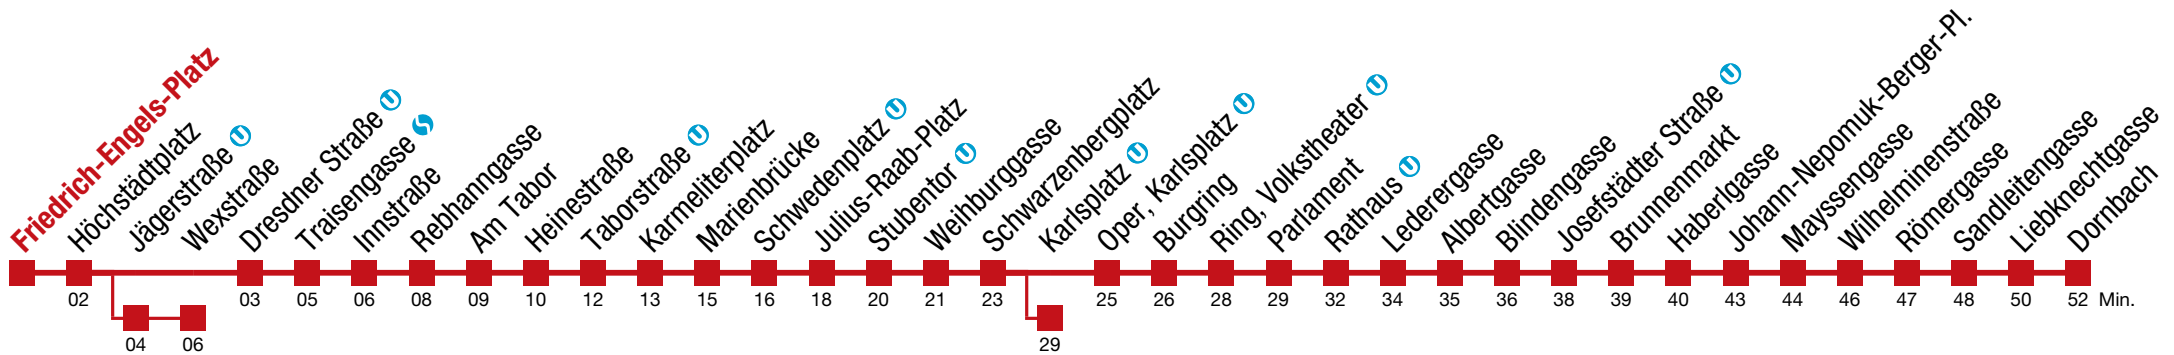 Friedrich-Engels-Platz
Höchstädtplatz
Jägerstraße U
Wexstraße
Dresdner Straße U
Traisengasse S
Innstraße
Rebhanngasse
Am Tabor
Heinestraße
Taborstraße U
Karmeliterplatz
Marienbrücke
Schwedenplatz U
Julius-Raab-Platz
Stubentor U
Weihburggasse
Schwarzenbergplatz
Karlsplatz U
Oper, Karlsplatz U
Burgring
Ring, Volkstheater U
Parlament
Rathaus U
Lederergasse
Albertgasse
Blindengasse
Josefstädter Straße U
Brunnenmarkt
Haberlgasse
Johann-Nepomuk-Berger-Pl.
Mayssengasse
Wilhelminenstraße
Römergasse
Sandleitengasse
Liebknechtgasse
Dornbach
02 03 05 06 08 09 10 12 13 15 16 18 20 21 23 25 26 28 29 32 34 35 36 38 39 40 43 44 46 47 48 50 52 Min.
04 06 29